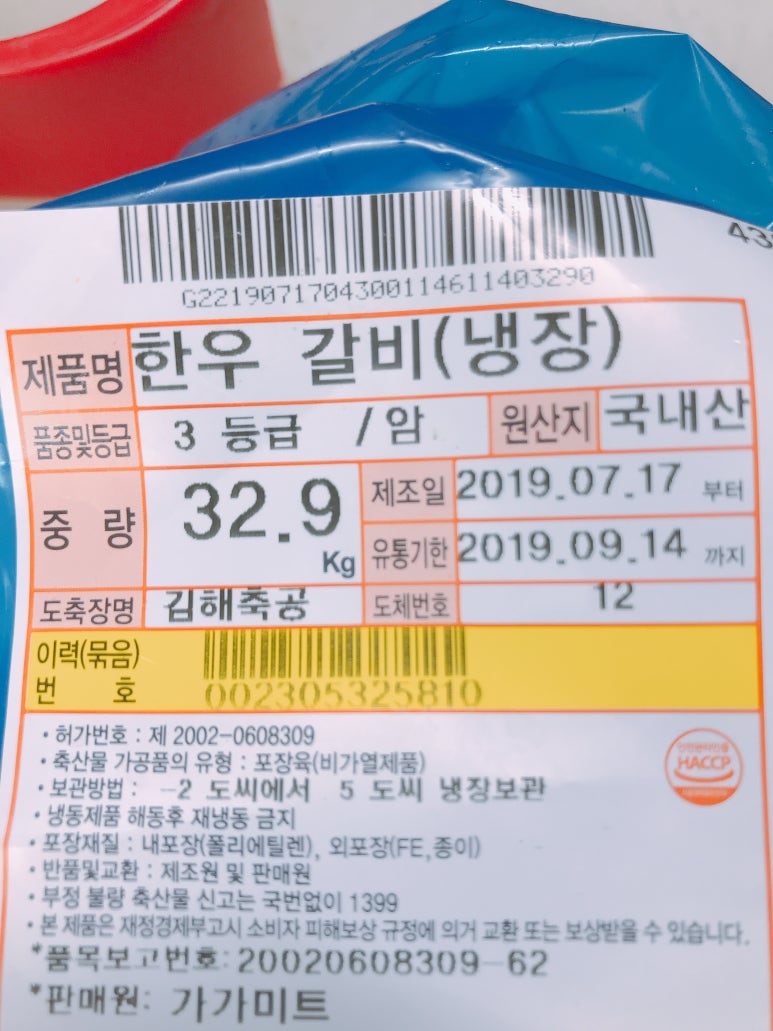 43
G2219071704300114611403290
제품명 한우 갈비(냉장)
품종및등급 3 등급 /암 원산지 국내산
중 량 32.9 Kg
제조일 2019.07.17 부터
유통기한 2019.09.14 까지
도축장명 김해축공 도체번호 12
이력(묶음)
번 호
002305325810
· 허가번호 : 제 2002-0608309
· 축산물 가공품의 유형 : 포장육(비가열제품)
· 보관방법 : -2 도씨에서 5 도씨 냉장보관
· 냉동제품 해동후 재냉동 금지
· 포장재질 : 내포장(폴리에틸렌), 외포장(FE,종이)
· 반품및교환 : 제조원 및 판매원
· 부정 불량 축산물 신고는 국번없이 1399
· 본 제품은 재정경제부고시 소비자 피해보상 규정에 의거 교환 또는 보상받을 수 있습니다.
*품목보고번호: 20020608309-62
*판매원: 가가미트
HACCP